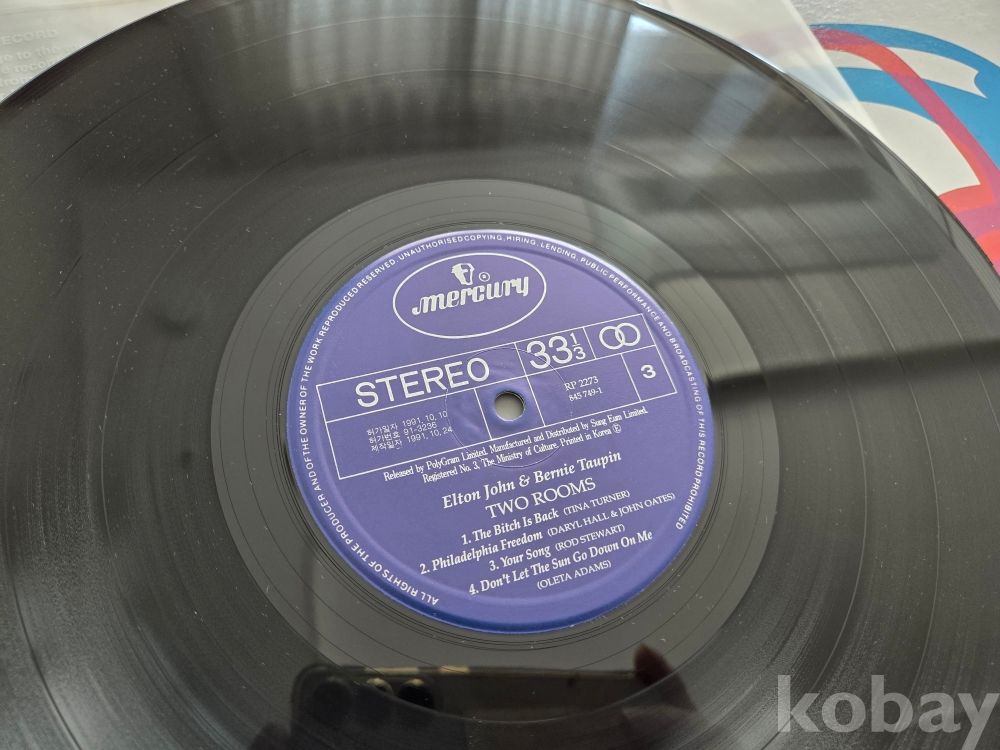 RECORD
ALL RIGHTS OF THE PRODUCER AND OF THE OWNER OF THE WORK REPRODUCED RESERVED. UNAUTHORISED COPYING, HIRING, LENDING, PUBLIC PERFORMANCE AND BROADCASTING OF THIS RECORD PROHIBITED
mercury ®
STEREO 33 1/3
RP 2273 3
845 749-1
허가일자 1991.10.10
허가번호 91-3236
제작일진 1991.10.24
Released by PolyGram Limited. Manufactured and Distributed by Sung Eum Limited.
Registered No. 3, The Ministry of Culture. Printed in Korea Ⓔ
Elton John & Bernie Taupin
TWO ROOMS
1. The Bitch Is Back (TINA TURNER)
2. Philadelphia Freedom (DARYL HALL & JOHN OATES)
3. Your Song (ROD STEWART)
4. Don't Let The Sun Go Down On Me
(OLETA ADAMS)
kobay